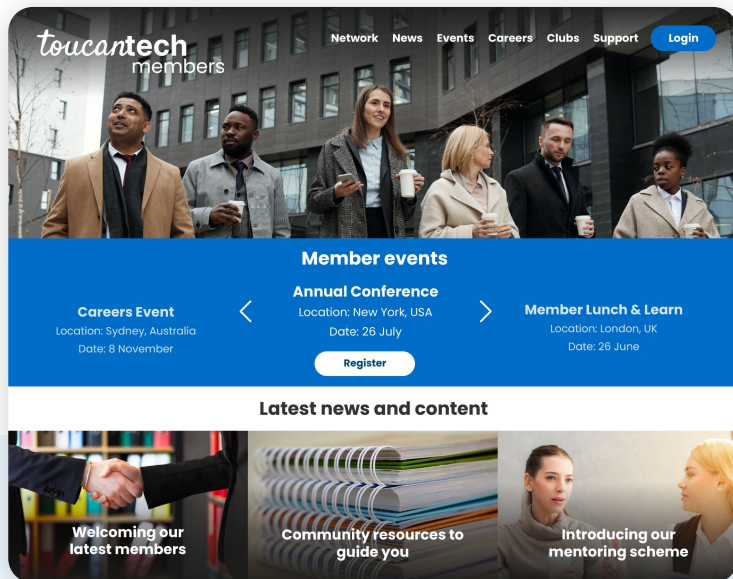 toucantech
members
Network News Events Careers Clubs Support Login
Member events
Careers Event
Location: Sydney, Australia
Date: 8 November
Annual Conference
Location: New York, USA
Date: 26 July
Register
Member Lunch & Learn
Location: London, UK
Date: 26 June
Latest news and content
Welcoming our
latest members
Community resources to
guide you
Introducing our
mentoring scheme